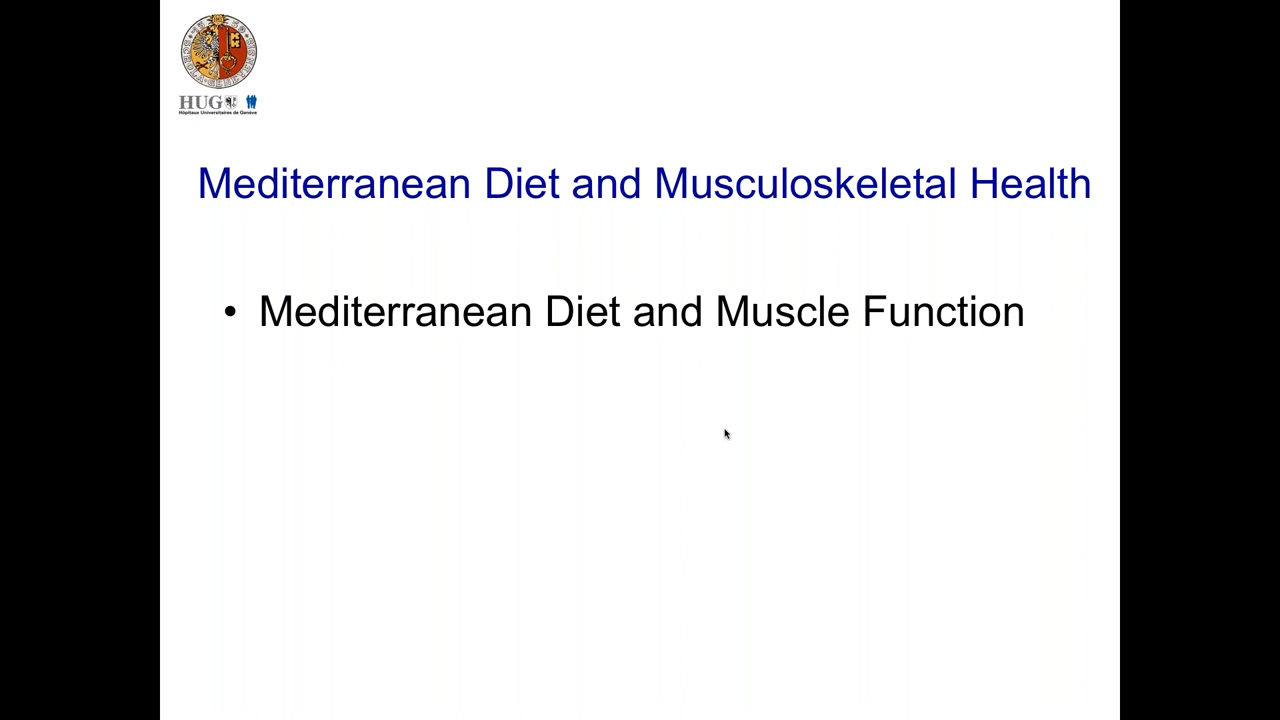 HUG
Hôpitaux Universitaires de Genève
Mediterranean Diet and Musculoskeletal Health
• Mediterranean Diet and Muscle Function